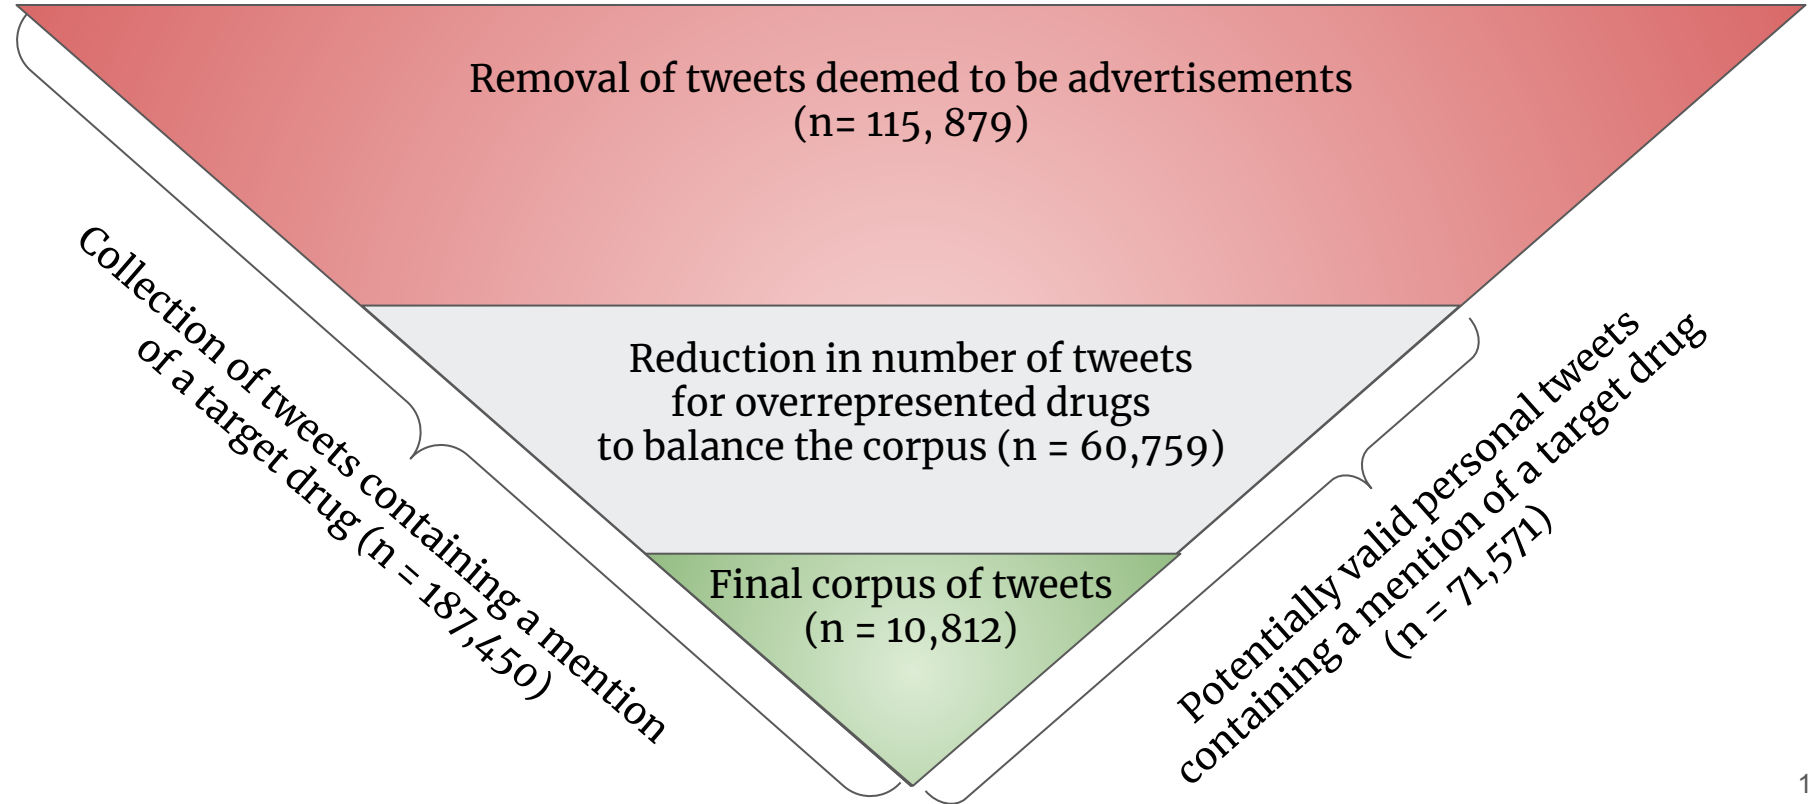 Removal of tweets deemed to be advertisements
(n= 115, 879)
Reduction in number of tweets
for overrepresented drugs
to balance the corpus (n = 60,759)
Final corpus of tweets
(n = 10,812)
Collection of tweets containing a mention
of a target drug (n = 187,450)
Potentially valid personal tweets
containing a mention of a target drug
(n = 71,571)
1